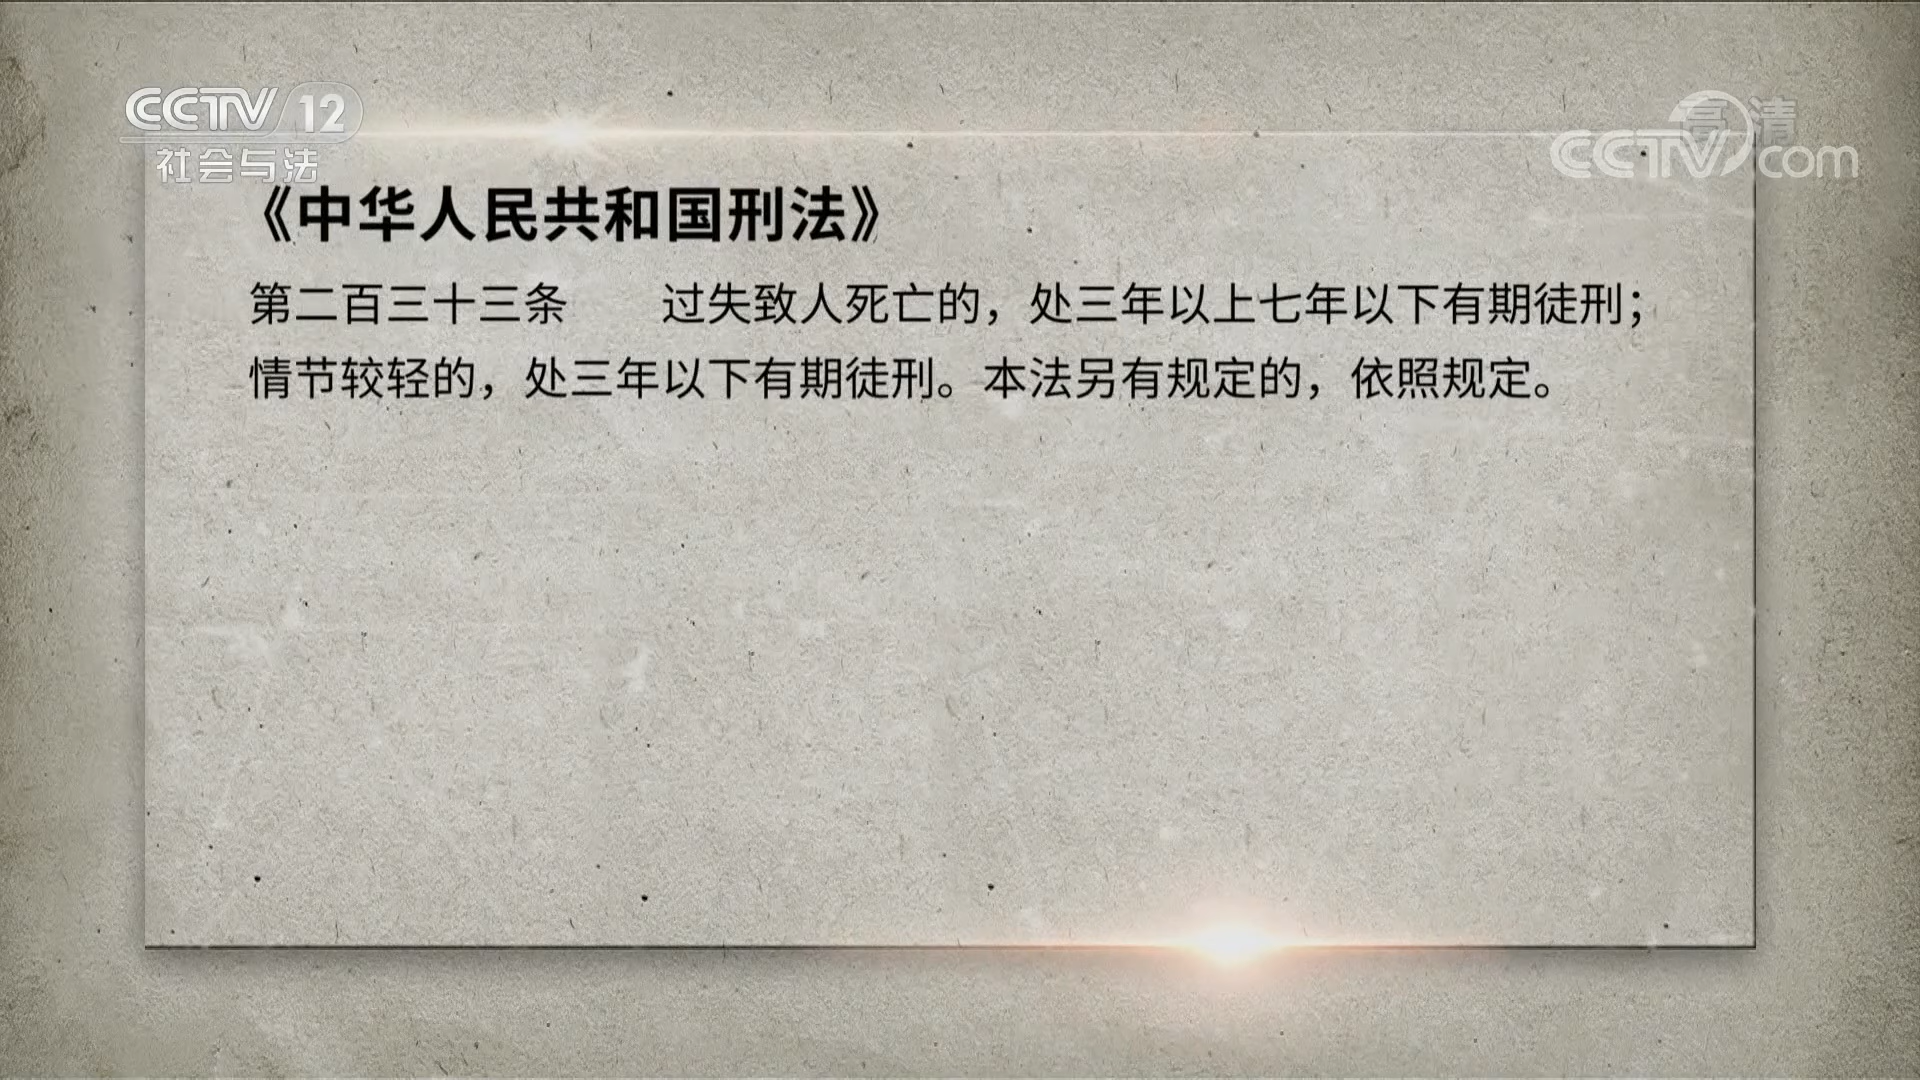 CCTV 12
社会与法
高清
CCTV.com
《中华人民共和国刑法》
第二百三十三条　　过失致人死亡的，处三年以上七年以下有期徒刑；
情节较轻的，处三年以下有期徒刑。本法另有规定的，依照规定。